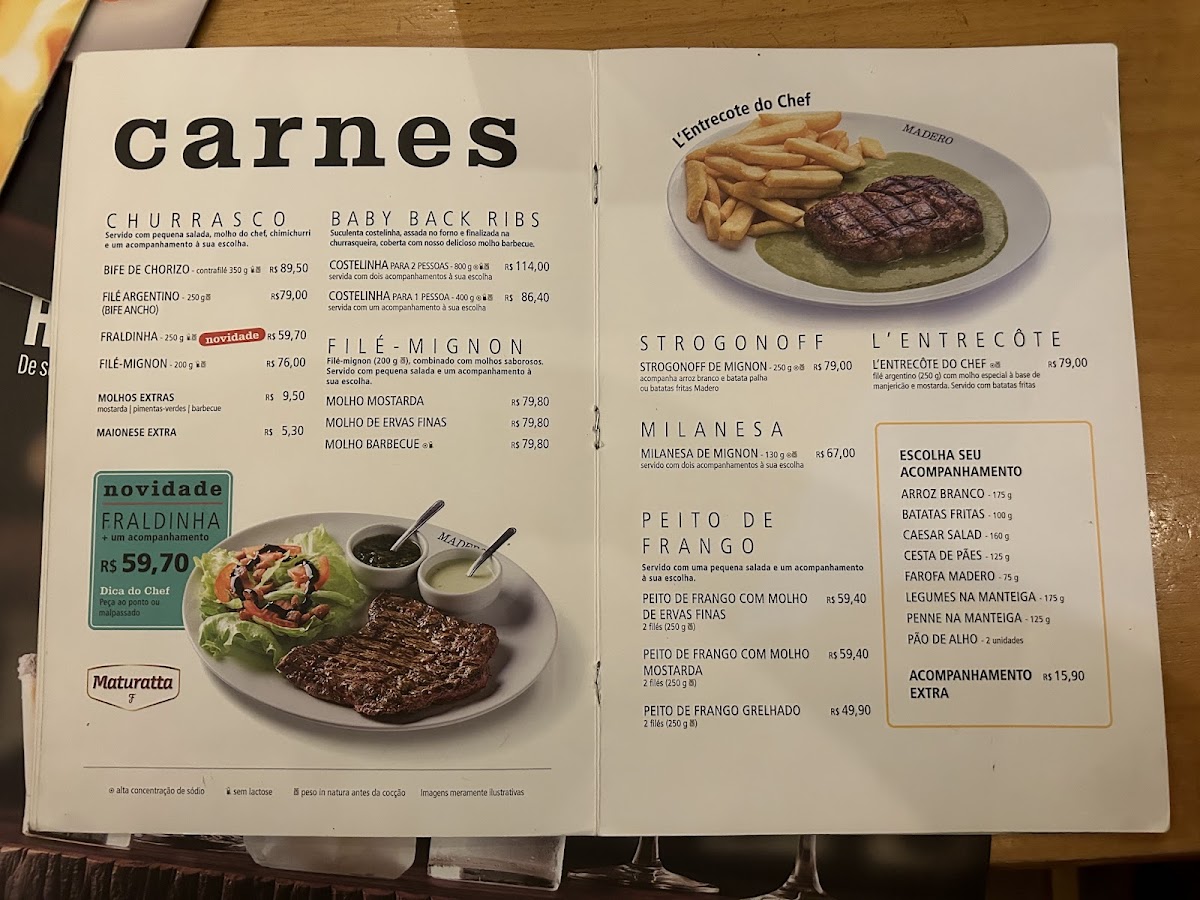 carnes
CHURRASCO
Servido com pequena salada, molho do chef, chimichurri
e um acompanhamento à sua escolha.
BIFE DE CHORIZO - contrafilé 350 g R$ 89,50
FILÉ ARGENTINO - 250 g R$ 79,00
(BIFE ANCHO)
FRALDINHA - 250 g novidade R$ 59,70
FILÉ-MIGNON - 200 g R$ 76,00
MOLHOS EXTRAS R$ 9,50
mostarda | pimentas-verdes | barbecue
MAIONESE EXTRA R$ 5,30
BABY BACK RIBS
Suculenta costelinha, assada no forno e finalizada na
churrasqueira, coberta com nosso delicioso molho barbecue.
COSTELINHA PARA 2 PESSOAS - 800 g R$ 114,00
servida com dois acompanhamentos à sua escolha
COSTELINHA PARA 1 PESSOA - 400 g R$ 86,40
servida com um acompanhamento à sua escolha
FILÉ-MIGNON
Filé-mignon (200 g), combinado com molhos saborosos.
Servido com pequena salada e um acompanhamento à
sua escolha.
MOLHO MOSTARDA R$ 79,80
MOLHO DE ERVAS FINAS R$ 79,80
MOLHO BARBECUE R$ 79,80
novidade
FRALDINHA
+ um acompanhamento
R$ 59,70
Dica do Chef
Peça ao ponto ou
malpassado
Maturatta
F
alta concentração de sódio sem lactose peso in natura antes da cocção Imagens meramente ilustrativas
L'Entrecote do Chef
MADERO
STROGONOFF
STROGONOFF DE MIGNON - 250 g R$ 79,00
acompanha arroz branco e batata palha
ou batatas fritas Madero
L'ENTRECÔTE
L'ENTRECÔTE DO CHEF R$ 79,00
filé argentino (250 g) com molho especial à base de
manjericão e mostarda. Servido com batatas fritas
MILANESA
MILANESA DE MIGNON - 130 g R$ 67,00
servido com dois acompanhamentos à sua escolha
PEITO DE
FRANGO
Servido com uma pequena salada e um acompanhamento
à sua escolha.
PEITO DE FRANGO COM MOLHO R$ 59,40
DE ERVAS FINAS
2 filés (250 g)
PEITO DE FRANGO COM MOLHO R$ 59,40
MOSTARDA
2 filés (250 g)
PEITO DE FRANGO GRELHADO R$ 49,90
2 filés (250 g)
ESCOLHA SEU
ACOMPANHAMENTO
ARROZ BRANCO - 175 g
BATATAS FRITAS - 100 g
CAESAR SALAD - 160 g
CESTA DE PÃES - 125 g
FAROFA MADERO - 75 g
LEGUMES NA MANTEIGA - 175 g
PENNE NA MANTEIGA - 125 g
PÃO DE ALHO - 2 unidades
ACOMPANHAMENTO R$ 15,90
EXTRA